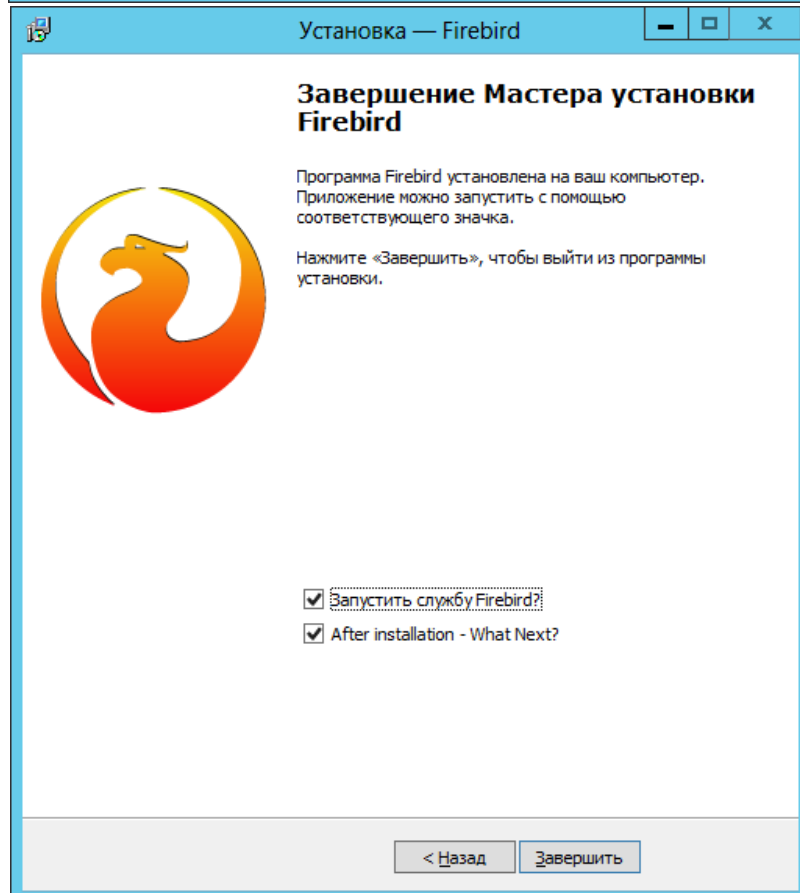 Установка — Firebird
Завершение Мастера установки
Firebird
Программа Firebird установлена на ваш компьютер.
Приложение можно запустить с помощью
соответствующего значка.
Нажмите «Завершить», чтобы выйти из программы
установки.
Запустить службу Firebird?
After installation - What Next?
< Назад
Завершить